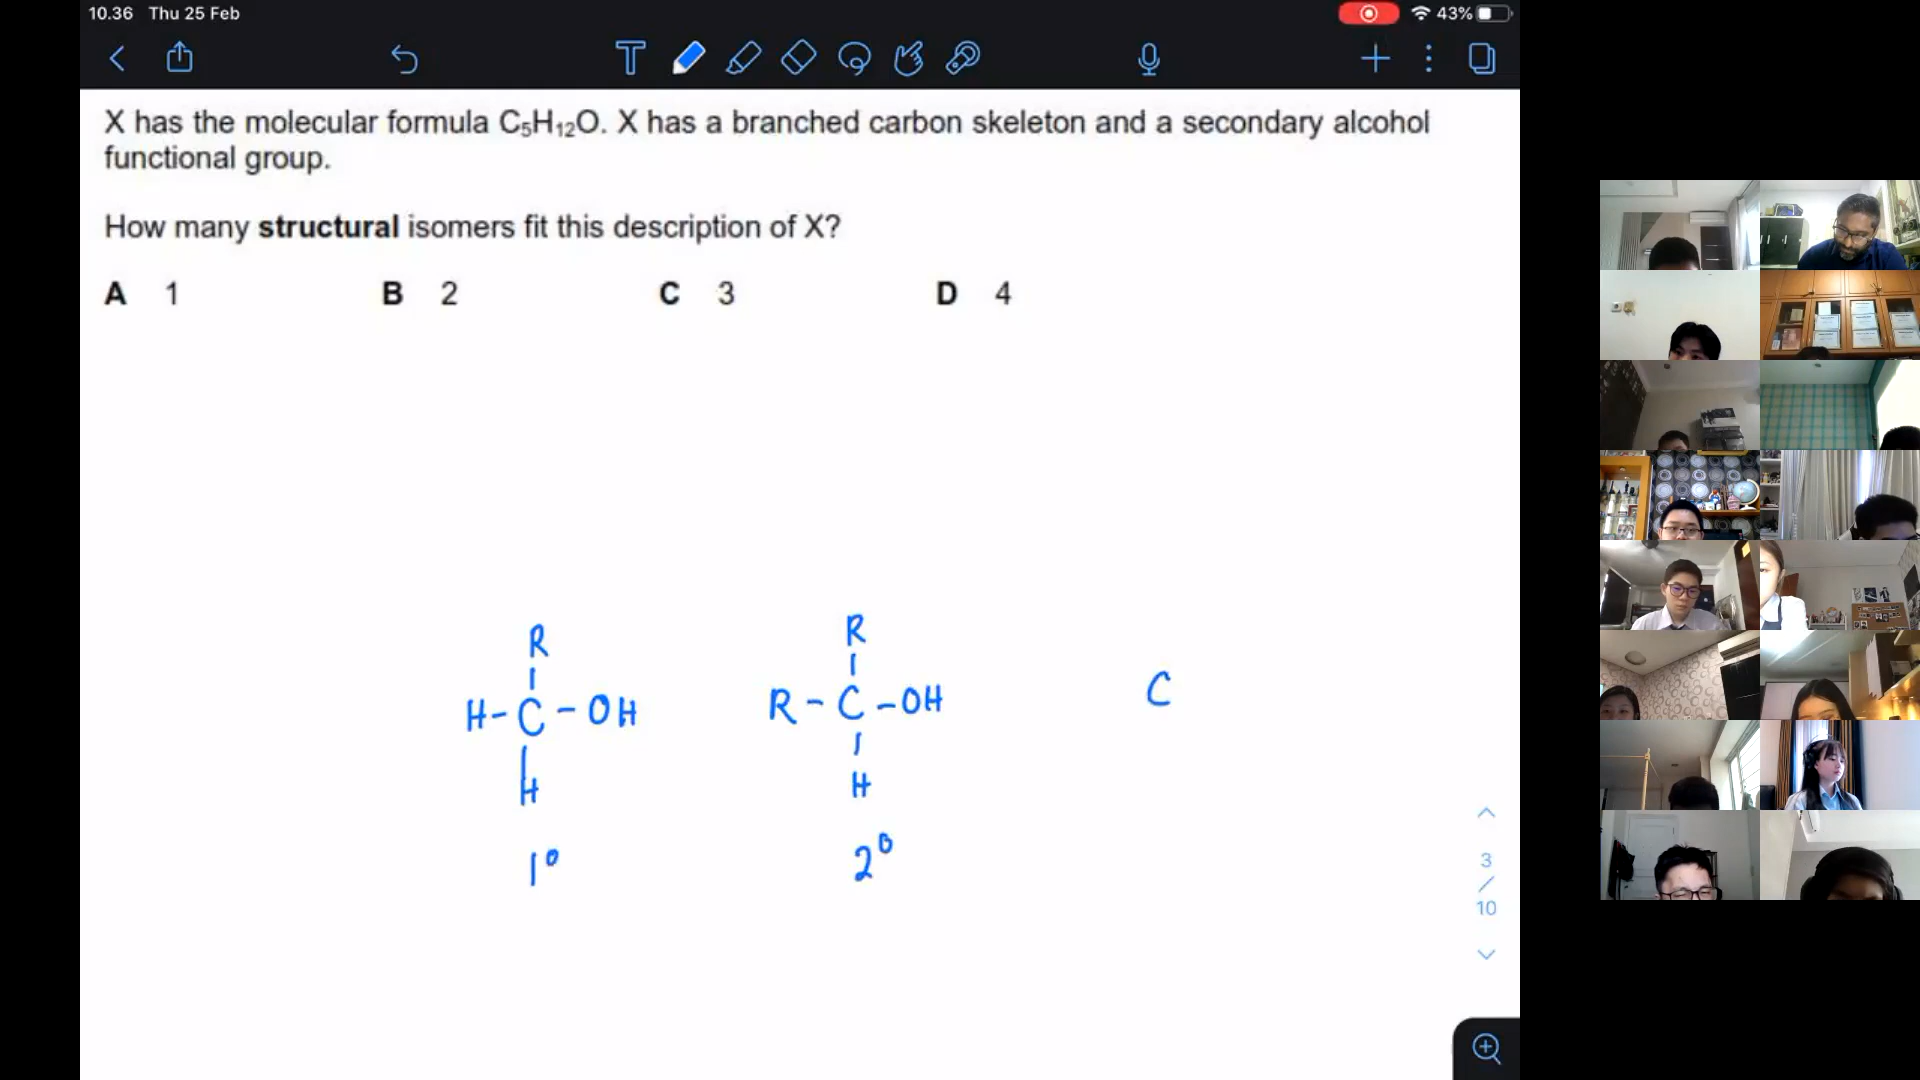 10.36 Thu 25 Feb
43%
T
X has the molecular formula C₅H₁₂O. X has a branched carbon skeleton and a secondary alcohol
functional group.
How many structural isomers fit this description of X?
A 1 B 2 C 3 D 4
R
H-C-OH
H
1°
R
R-C-OH
H
2°
C
3
/
10